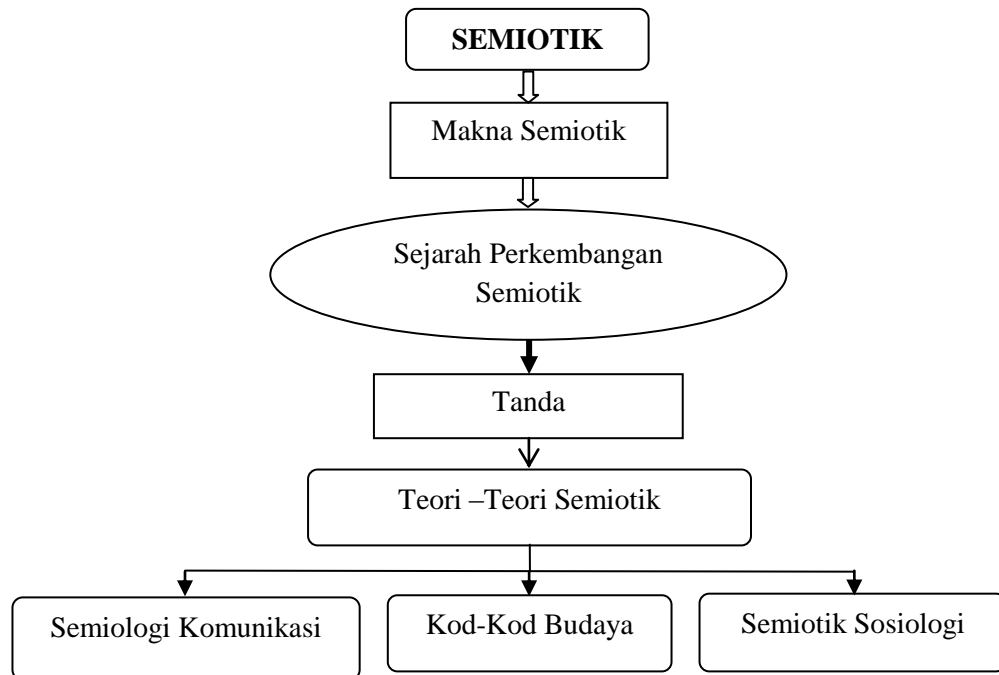 SEMIOTIK
Makna Semiotik
Sejarah Perkembangan
Semiotik
Tanda
Teori –Teori Semiotik
Semiologi Komunikasi
Kod-Kod Budaya
Semiotik Sosiologi